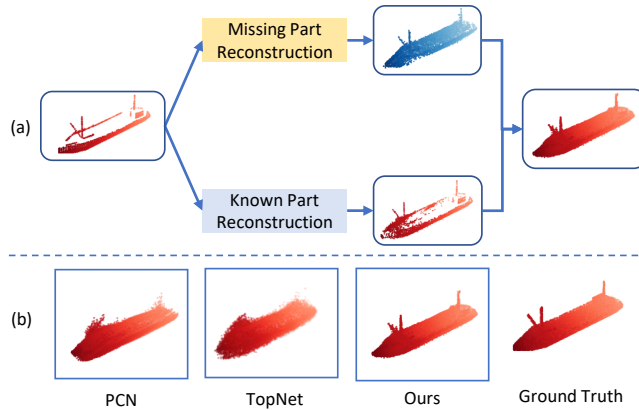 Missing Part
Reconstruction
(a)
Known Part
Reconstruction
(b)
PCN
TopNet
Ours
Ground Truth